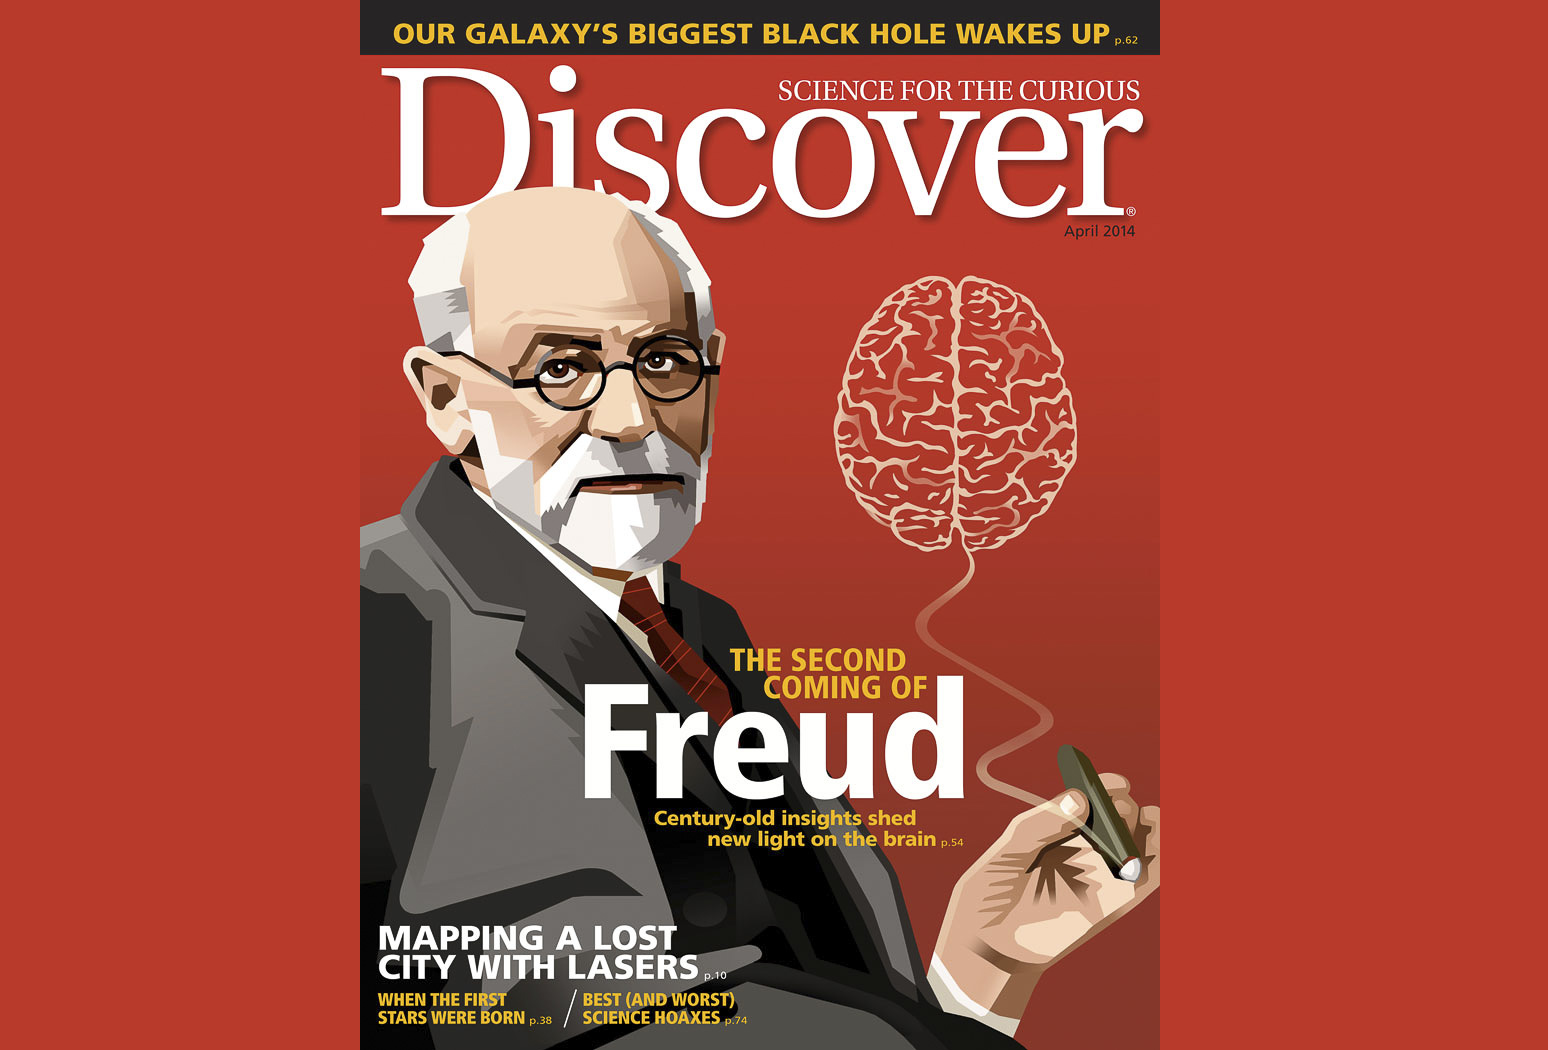 OUR GALAXY’S BIGGEST BLACK HOLE WAKES UP p.62
SCIENCE FOR THE CURIOUS
Discover®
April 2014
THE SECOND
COMING OF
Freud
Century-old insights shed
new light on the brain p.54
MAPPING A LOST
CITY WITH LASERS p.10
WHEN THE FIRST
STARS WERE BORN p.38
BEST (AND WORST)
SCIENCE HOAXES p.74